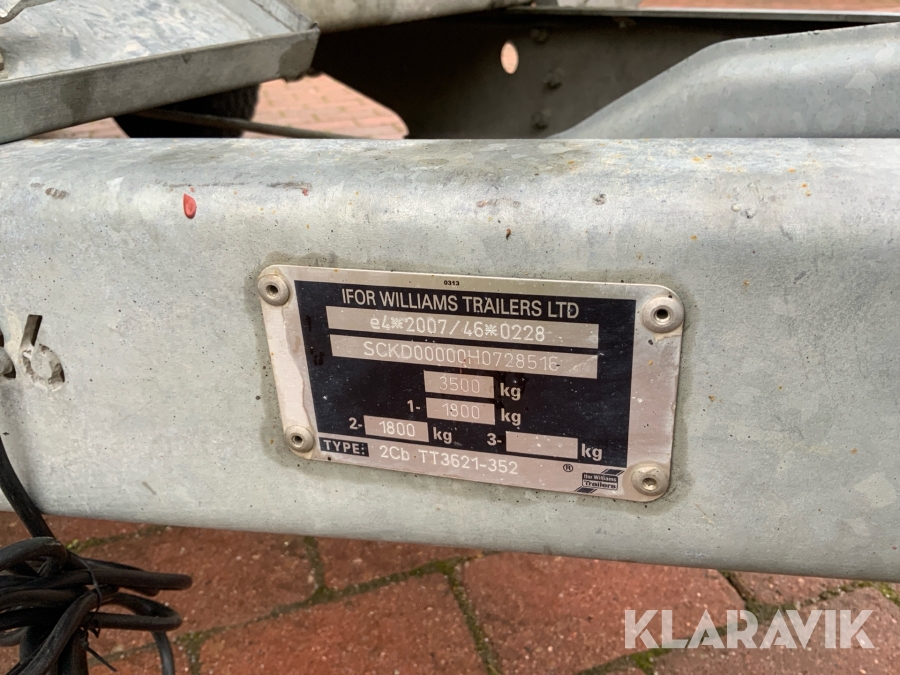 0313
IFOR WILLIAMS TRAILERS LTD
e4*2007/46*0228
SCKD00000H0728516
3500 kg
1- 1800 kg
2- 1800 kg 3- kg
TYPE: 2Cb TT3621-352 ®
Ifor Williams
Trailers
KLARAVIK